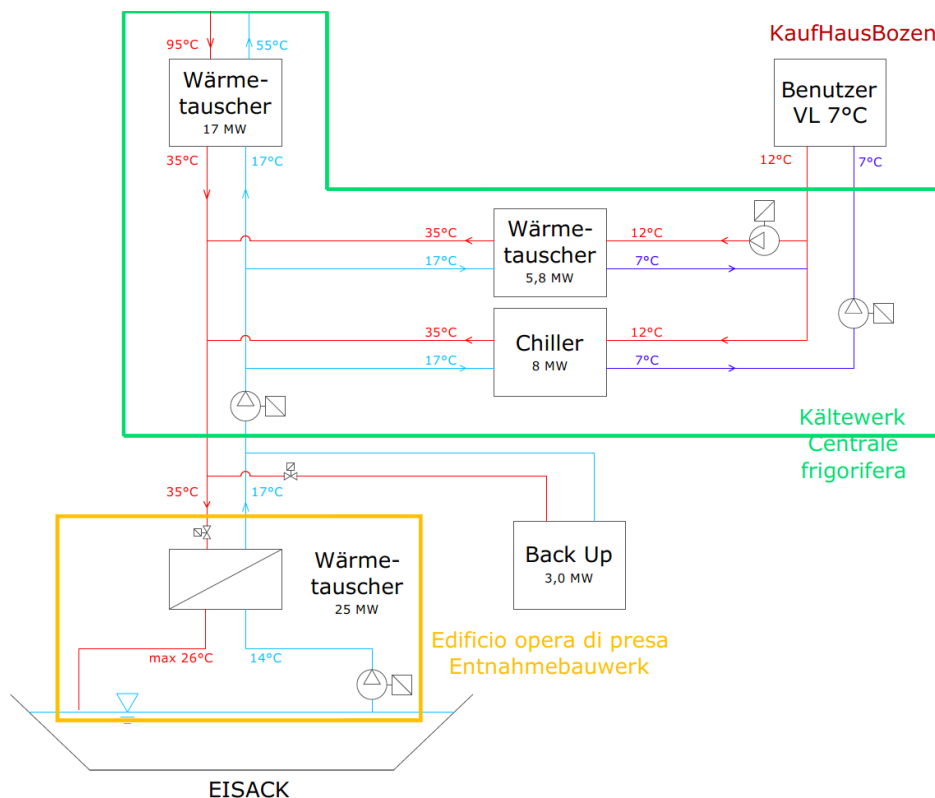 KaufHausBozen
95°C
55°C
Wärme-
tauscher
17 MW
Benutzer
VL 7°C
35°C
17°C
12°C
7°C
35°C
17°C
Wärme-
tauscher
5,8 MW
12°C
7°C
35°C
17°C
Chiller
8 MW
12°C
7°C
Kältewerk
Centrale
frigorifera
35°C
17°C
Wärme-
tauscher
25 MW
Back Up
3,0 MW
max 26°C
14°C
Edificio opera di presa
Entnahmebauwerk
EISACK